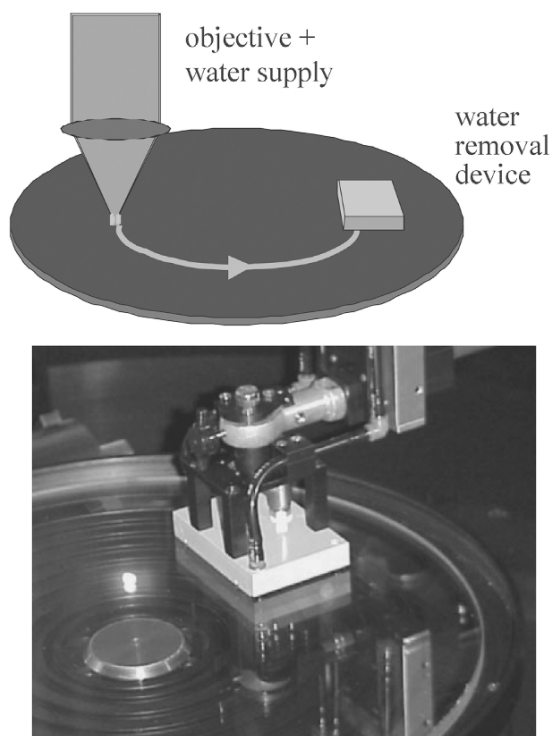 objective +
water supply
water
removal
device